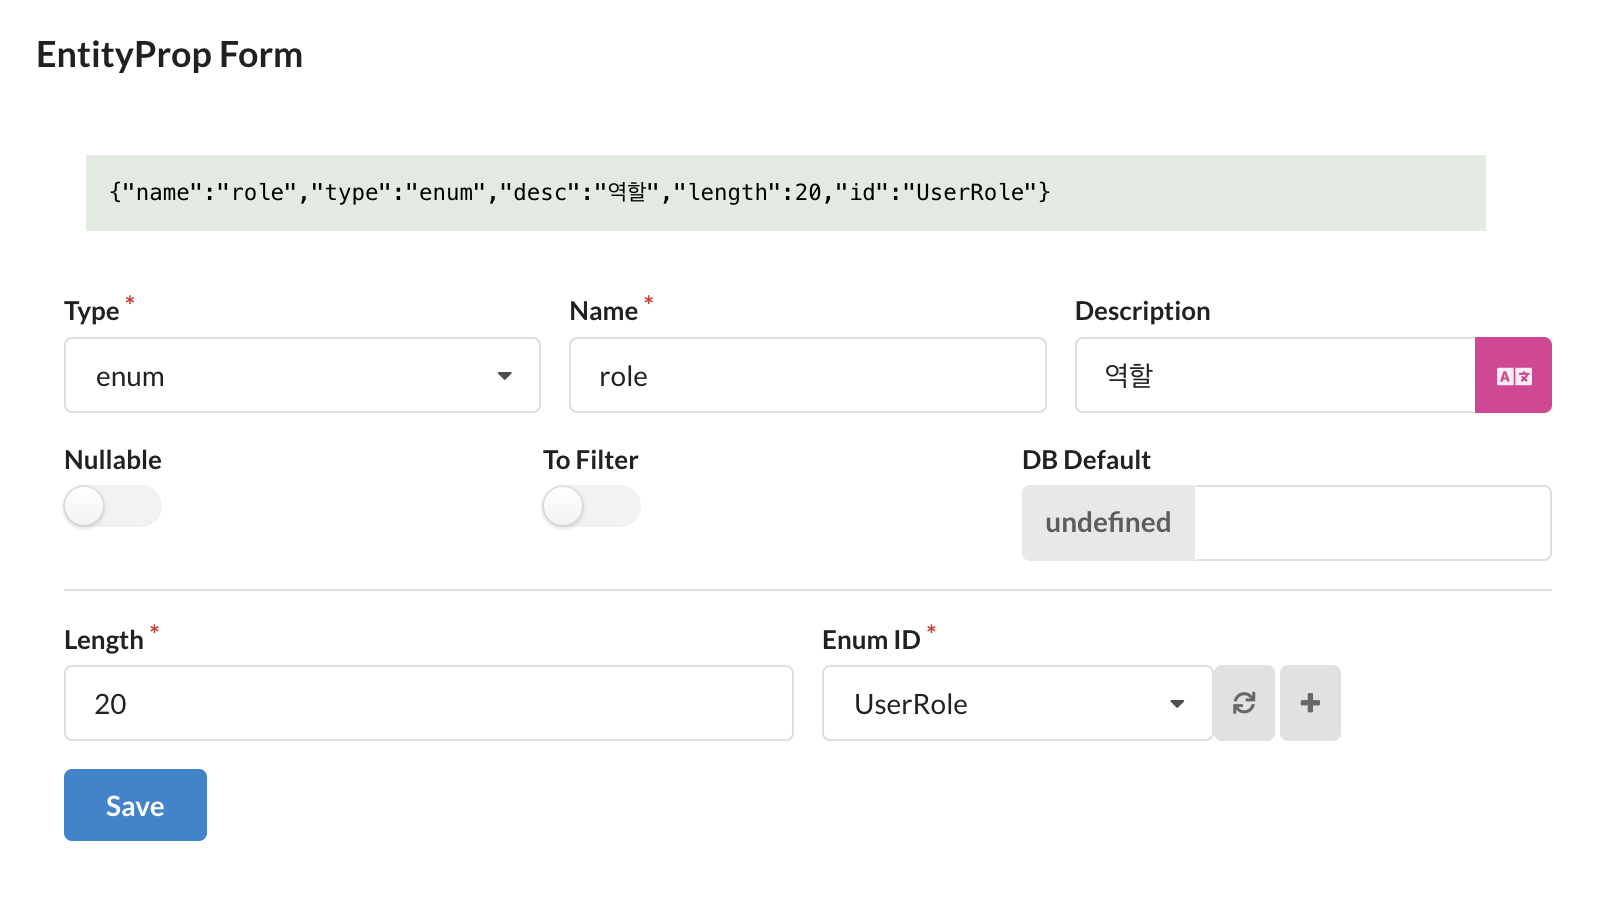 EntityProp Form
{"name":"role","type":"enum","desc":"역할","length":20,"id":"UserRole"}
Type * Name * Description
enum role 역할
Nullable To Filter DB Default
undefined
Length * Enum ID *
20 UserRole
Save